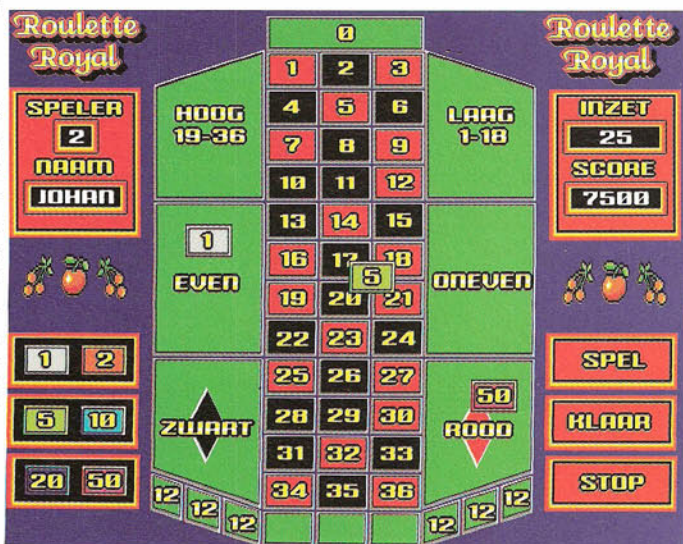 Roulette
Royal
SPELER
2
NAAM
JOHAN
1 2
5 10
20 50
0
HOOG
19-36
LAAG
1-18
EVEN
1
ONEVEN
ZWART
ROOD
50
1 2 3
4 5 6
7 8 9
10 11 12
13 14 15
16 17 18
5
19 20 21
22 23 24
25 26 27
28 29 30
31 32 33
34 35 36
12 12 12
12 12 12
Roulette
Royal
INZET
25
SCORE
7500
SPEL
KLAAR
STOP